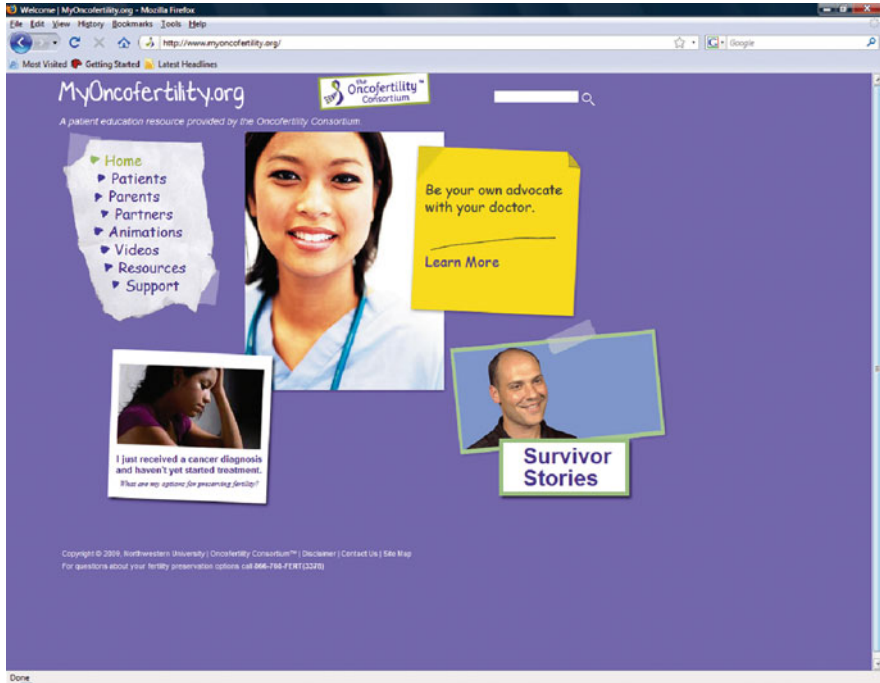 Welcome | MyOncofertility.org - Mozilla Firefox
File Edit View History Bookmarks Tools Help
http://www.myoncofertility.org/
Google
Most Visited Getting Started Latest Headlines
MyOncofertility.org
the
Oncofertility™
Consortium
A patient education resource provided by the Oncofertility Consortium
Home
Patients
Parents
Partners
Animations
Videos
Resources
Support
Be your own advocate
with your doctor.
Learn More
I just received a cancer diagnosis
and haven't yet started treatment.
What are my options for preserving fertility?
Survivor
Stories
Copyright © 2009, Northwestern University | Oncofertility Consortium™ | Disclaimer | Contact Us | Site Map
For questions about your fertility preservation options call 866-708-FERT(3378)
Done